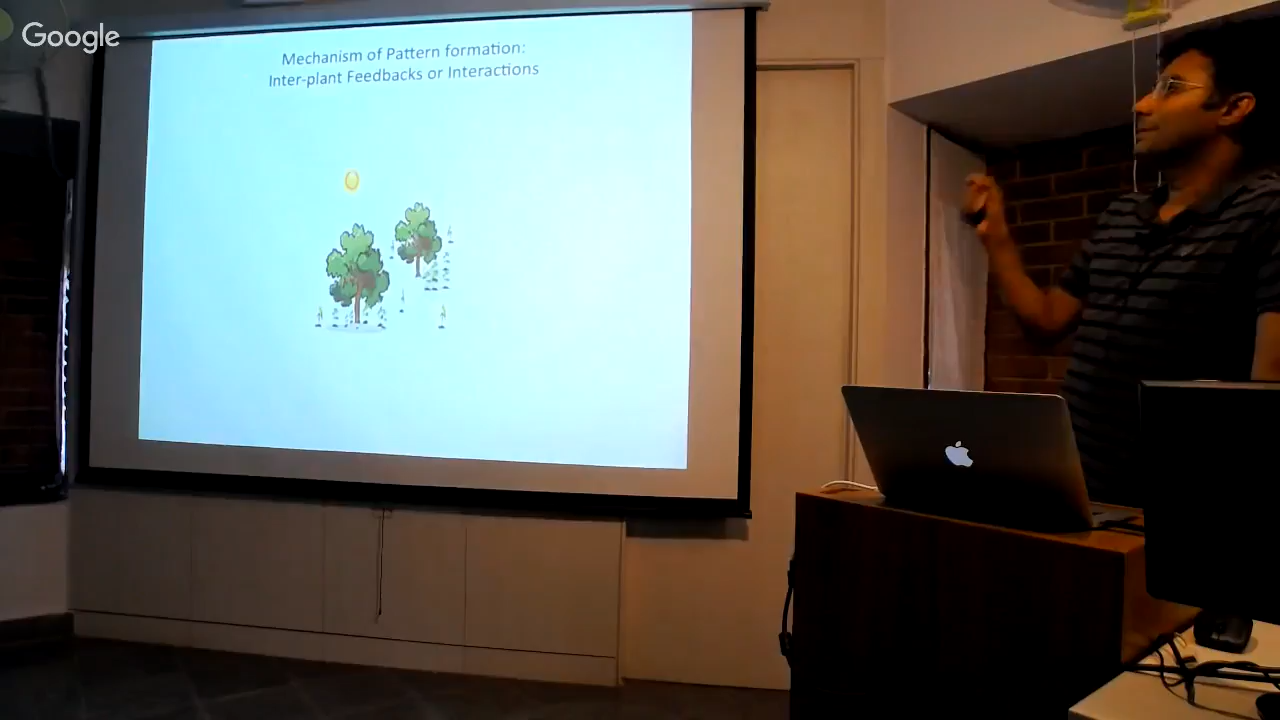 Google
Mechanism of Pattern formation:
Inter-plant Feedbacks or Interactions